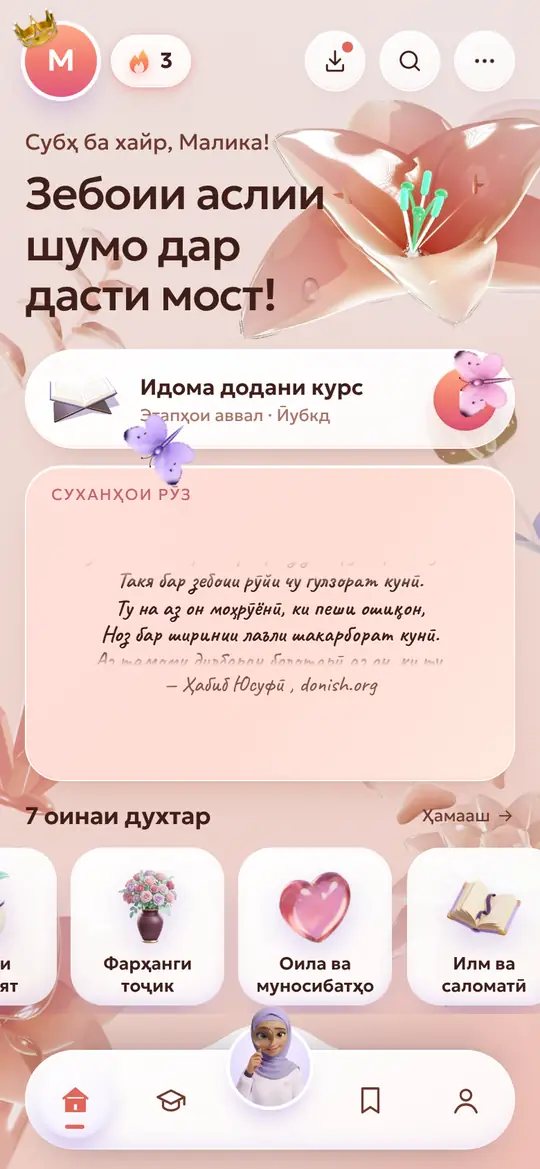 M
3
Субҳ ба хайр, Малика!
Зебоии аслии
шумо дар
дасти мост!
Идома додани курс
Этапҳои аввал · Йубкд
СУХАНҲОИ РӮЗ
Такя бар зебоии рӯйи чу гулзорат кунӣ.
Ту на аз он моҳрӯёнӣ, ки пеши ошиқон,
Ноз бар ширинии лаъли шакарборат кунӣ.
— Ҳабиб Юсуфӣ , donish.org
7 оинаи духтар
Ҳамааш →
и
ят
Фарҳанги
тоҷик
Оила ва
муносибатҳо
Илм ва
саломатӣ